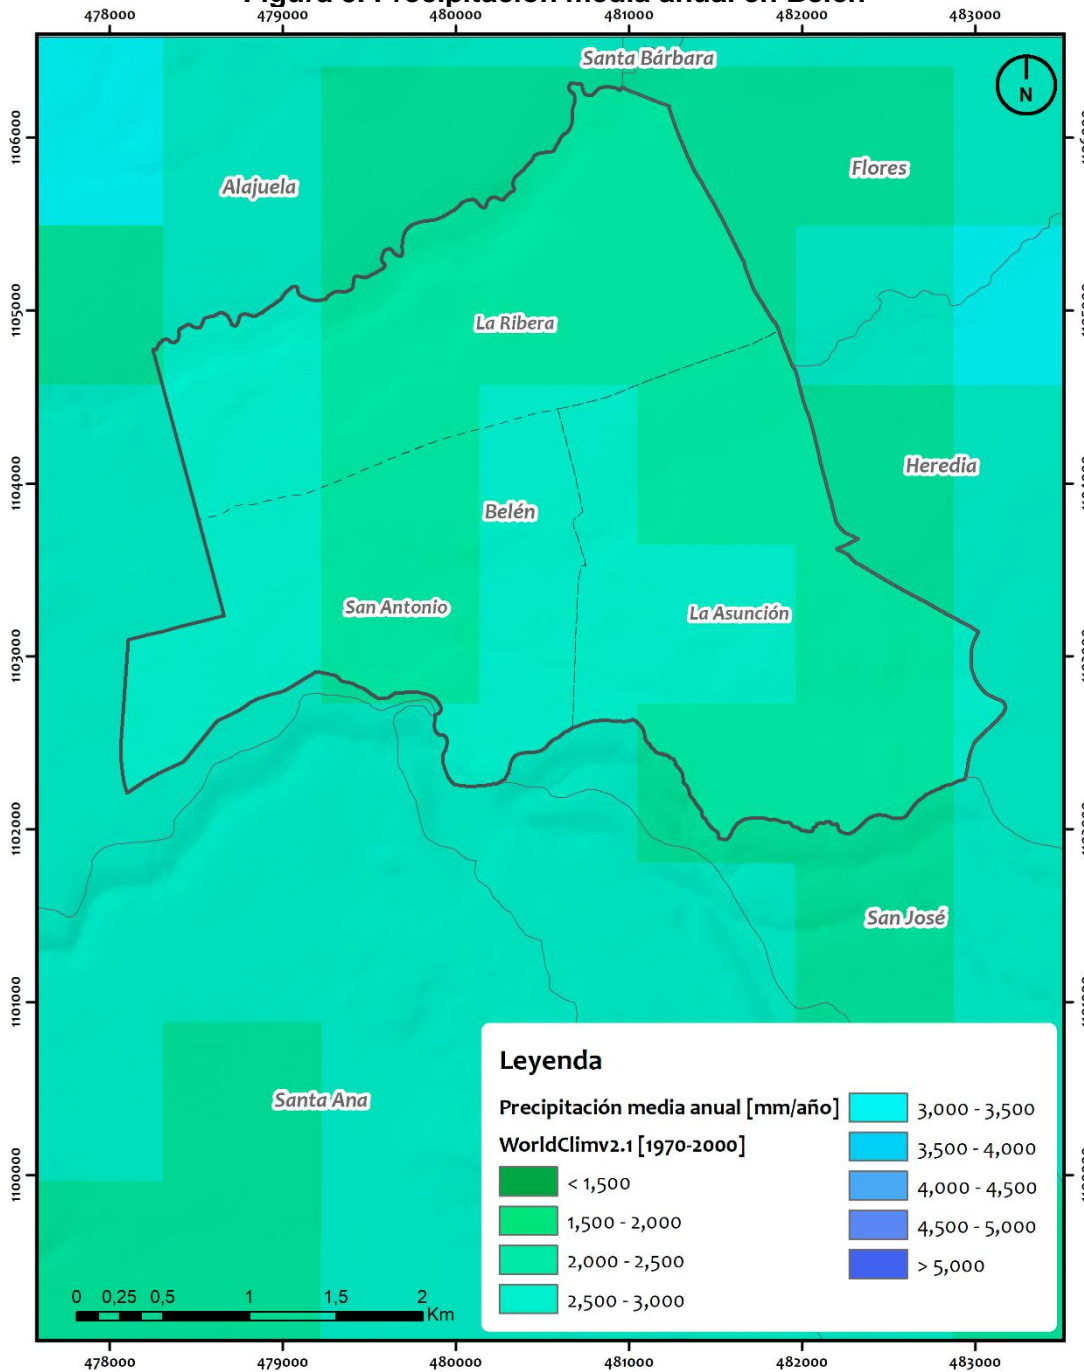 478000 479000 480000 481000 482000 483000
Santa Bárbara
N
1106000
Flores
Alajuela
1105000
La Ribera
Heredia
1104000
Belén
San Antonio
La Asunción
1103000
1102000
San José
1101000
Santa Ana
1100000
Leyenda
Precipitación media anual [mm/año]
WorldClimv2.1 [1970-2000]
< 1,500
1,500 - 2,000
2,000 - 2,500
2,500 - 3,000
3,000 - 3,500
3,500 - 4,000
4,000 - 4,500
4,500 - 5,000
> 5,000
0 0,25 0,5 1 1,5 2
Km
478000 479000 480000 481000 482000 483000